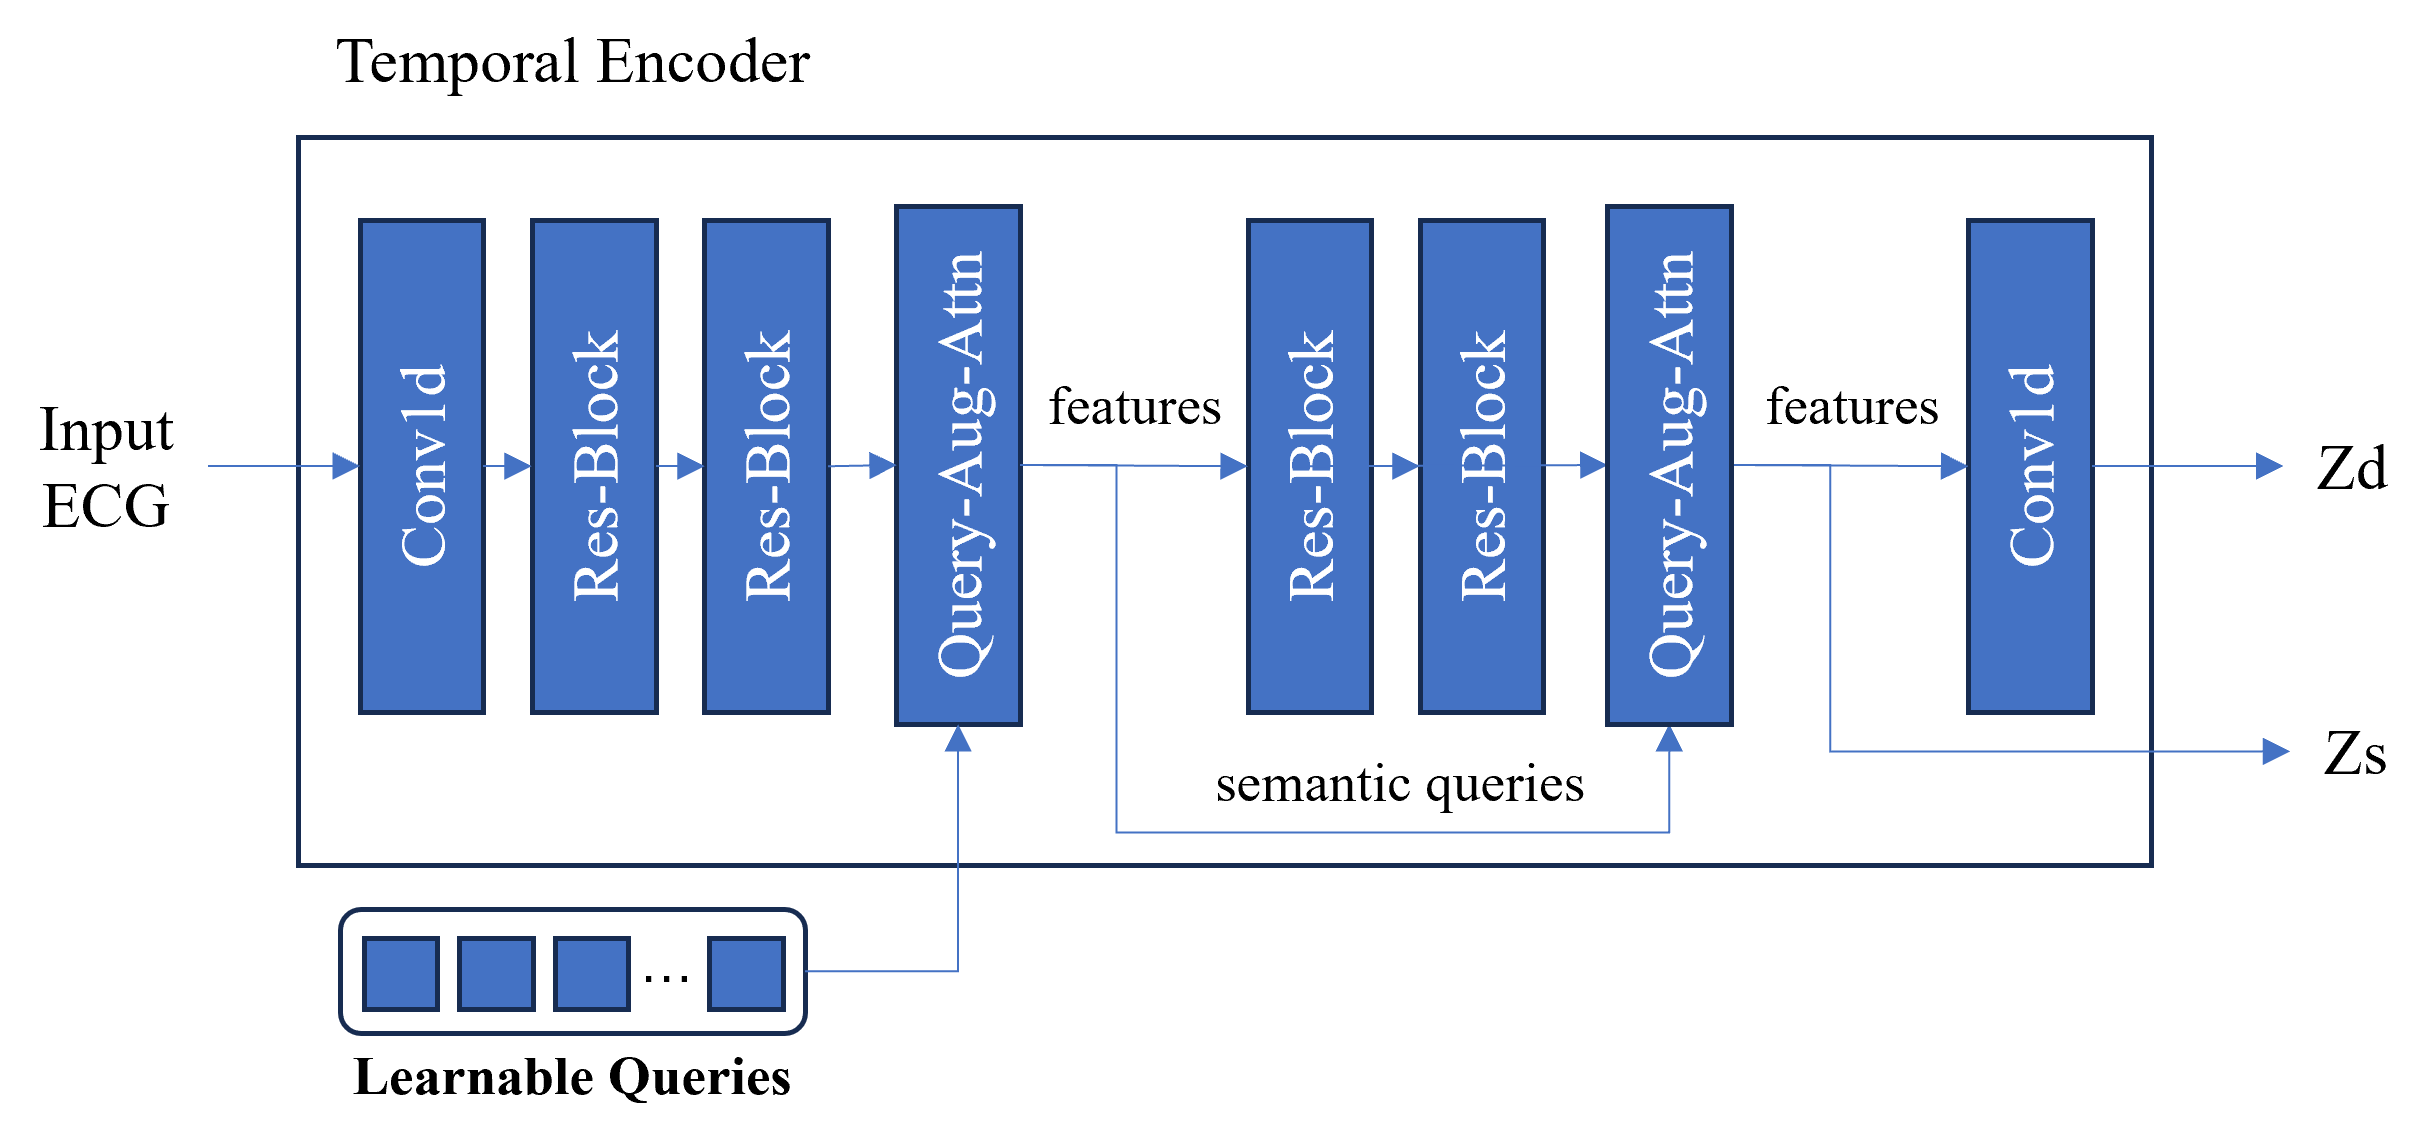 Temporal Encoder
Input
ECG
Conv1d
Res-Block
Res-Block
Query-Aug-Attn
features
Res-Block
Res-Block
Query-Aug-Attn
features
Conv1d
Zd
Zs
semantic queries
...
Learnable Queries